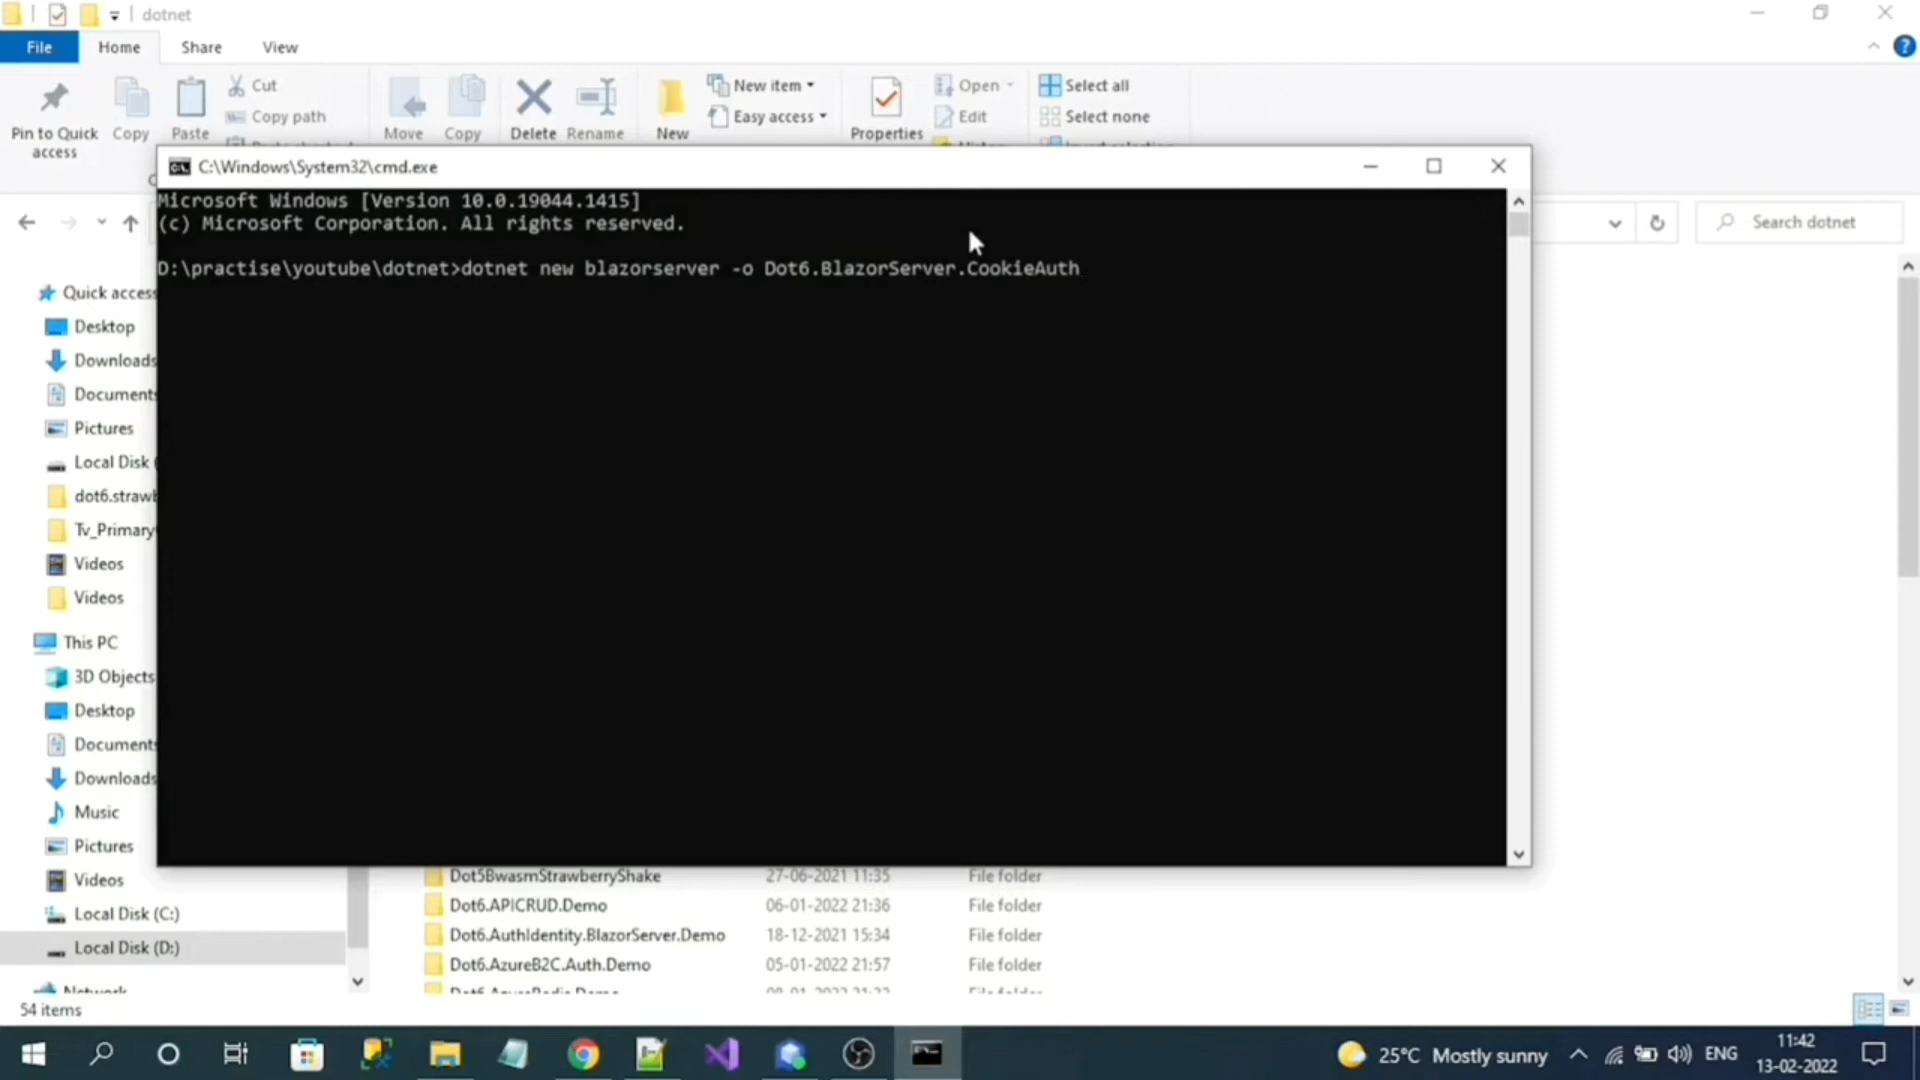 dotnet
File Home Share View
Pin to Quick access
Copy
Paste
Cut
Copy path
Move
Copy
Delete
Rename
New
New item
Easy access
Properties
Open
Edit
Select all
Select none
C:\Windows\System32\cmd.exe
Microsoft Windows [Version 10.0.19044.1415]
(c) Microsoft Corporation. All rights reserved.
D:\practise\youtube\dotnet>dotnet new blazorserver -o Dot6.BlazorServer.CookieAuth
Search dotnet
Quick access
Desktop
Downloads
Documents
Pictures
Local Disk (
dot6.strawb
Tv_Primary
Videos
Videos
This PC
3D Objects
Desktop
Documents
Downloads
Music
Pictures
Videos
Local Disk (C:)
Local Disk (D:)
Network
Dot5BwasmStrawberryShake 27-06-2021 11:35 File folder
Dot6.APICRUD.Demo 06-01-2022 21:36 File folder
Dot6.AuthIdentity.BlazorServer.Demo 18-12-2021 15:34 File folder
Dot6.AzureB2C.Auth.Demo 05-01-2022 21:57 File folder
54 items
25°C Mostly sunny
ENG
11:42
13-02-2022